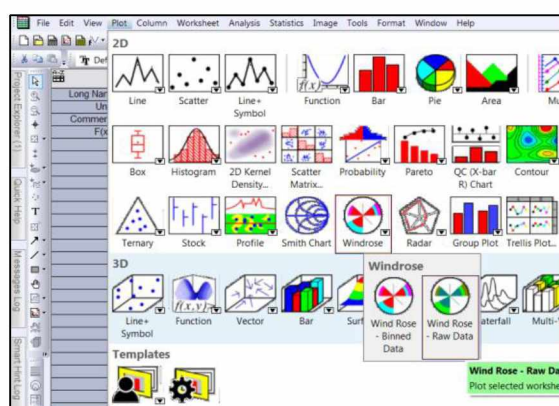 File Edit View Plot Column Worksheet Analysis Statistics Image Tools Format Window Help
2D
Line Scatter Line+ Symbol Function Bar Pie Area
Box Histogram 2D Kernel Density... Scatter Matrix... Probability Pareto QC (X-bar R) Chart Contour
Ternary Stock Profile Smith Chart Windrose Radar Group Plot Trellis Plot...
3D
Line+ Symbol Function Vector Bar Surf aterfall Multi-
Windrose
Wind Rose - Binned Data
Wind Rose - Raw Data
Templates
Wind Rose - Raw Da
Plot selected workshe
Def
Long Nar
Un
Commer
F(x
Project Explorer (1)
Quick Help
Messages Log
Smart Hint Log